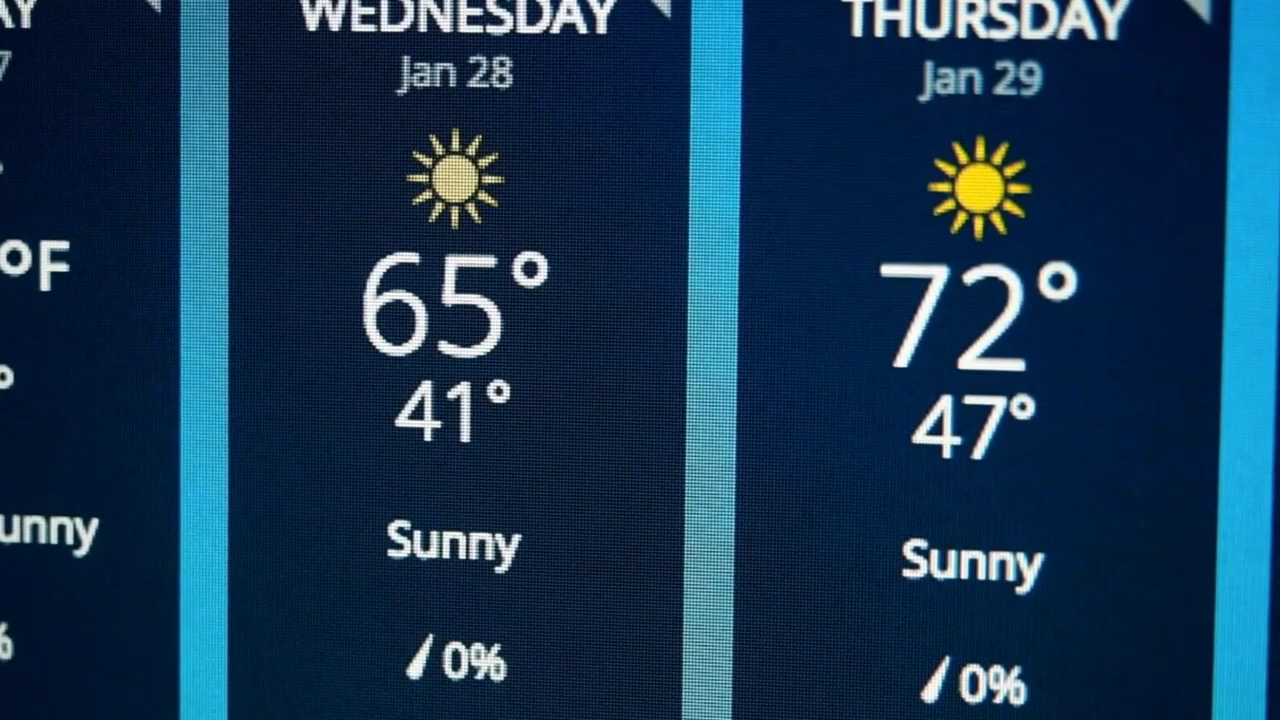 WEDNESDAY
Jan 28
65°
41°
Sunny
0%
THURSDAY
Jan 29
72°
47°
Sunny
0%
°F